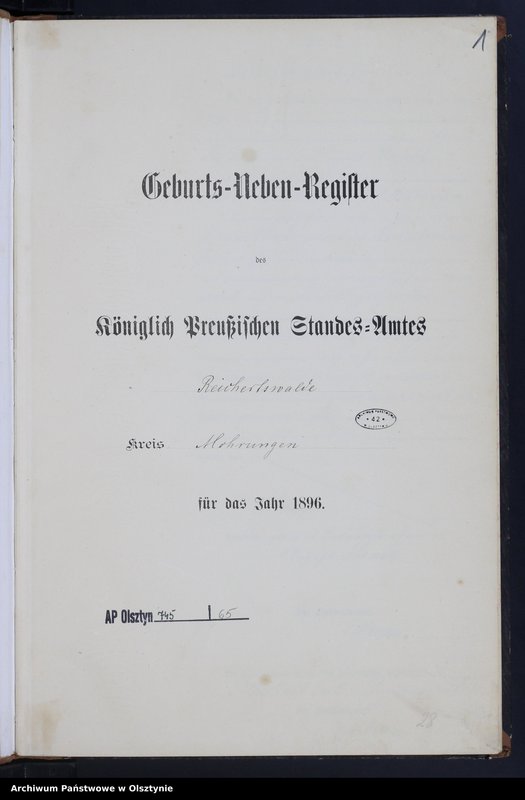 1
Geburts-Neben-Register
des
Königlich Preußischen Standes-Amtes
Reichertswalde
Kreis Mohrungen
für das Jahr 1896.
42
AP Olsztyn 745 | 65
28
Archiwum Państwowe w Olsztynie